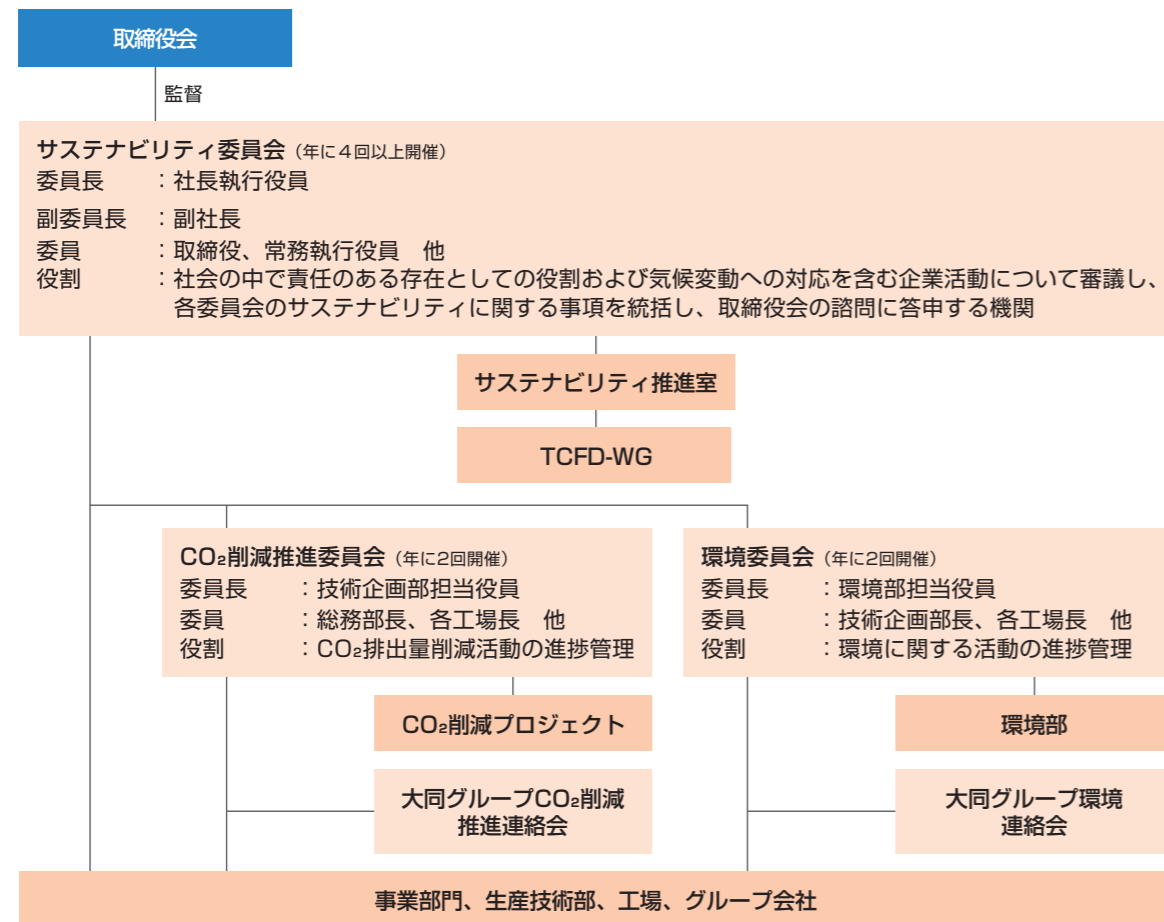 取締役会
監督
サステナビリティ委員会（年に４回以上開催）
委員長　：社長執行役員
副委員長　：副社長
委員　：取締役、常務執行役員　他
役割　：社会の中で責任のある存在としての役割および気候変動への対応を含む企業活動について審議し、
各委員会のサステナビリティに関する事項を統括し、取締役会の諮問に答申する機関
サステナビリティ推進室
TCFD-WG
CO₂削減推進委員会（年に2回開催）
委員長　：技術企画部担当役員
委員　：総務部長、各工場長　他
役割　：CO₂排出量削減活動の進捗管理
環境委員会（年に2回開催）
委員長　：環境部担当役員
委員　：技術企画部長、各工場長　他
役割　：環境に関する活動の進捗管理
CO₂削減プロジェクト
環境部
大同グループCO₂削減
推進連絡会
大同グループ環境
連絡会
事業部門、生産技術部、工場、グループ会社